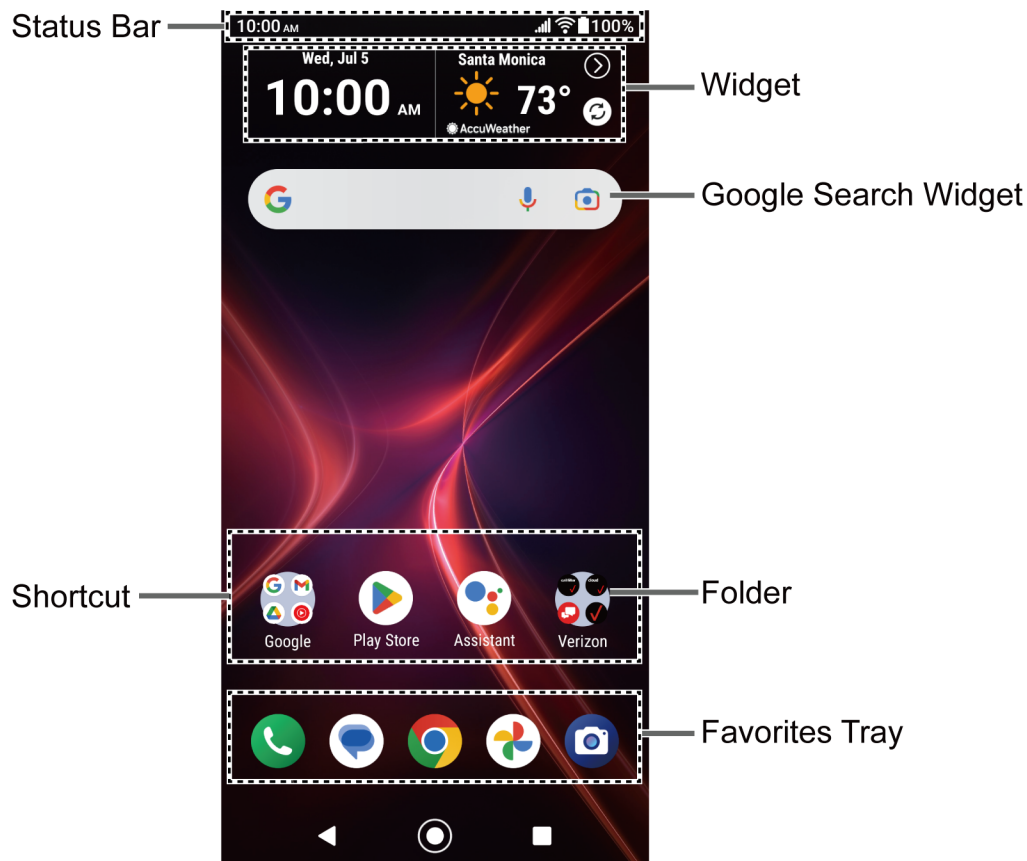 Status Bar
10:00 AM
100%
Wed, Jul 5
10:00 AM
Santa Monica
73°
AccuWeather
Widget
G
Google Search Widget
Shortcut
Folder
Google
Play Store
Assistant
Verizon
Favorites Tray